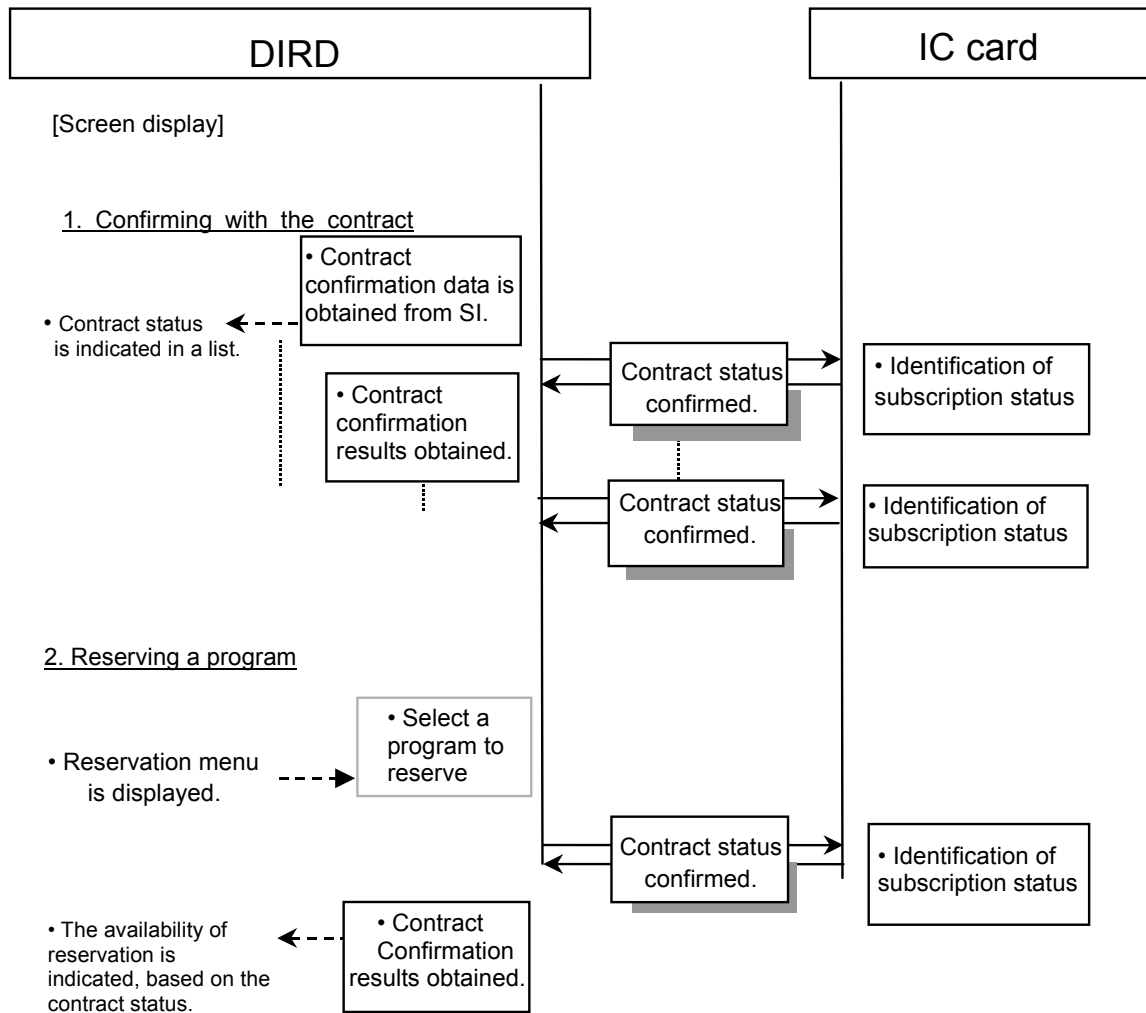 DIRD
IC card
[Screen display]
1. Confirming with the contract
• Contract
confirmation data is
obtained from SI.
• Contract status
is indicated in a list.
Contract status
confirmed.
• Identification of
subscription status
• Contract
confirmation
results obtained.
Contract status
confirmed.
• Identification of
subscription status
2. Reserving a program
• Select a
program to
reserve
• Reservation menu
is displayed.
Contract status
confirmed.
• Identification of
subscription status
• The availability of
reservation is
indicated, based on the
contract status.
• Contract
Confirmation
results obtained.